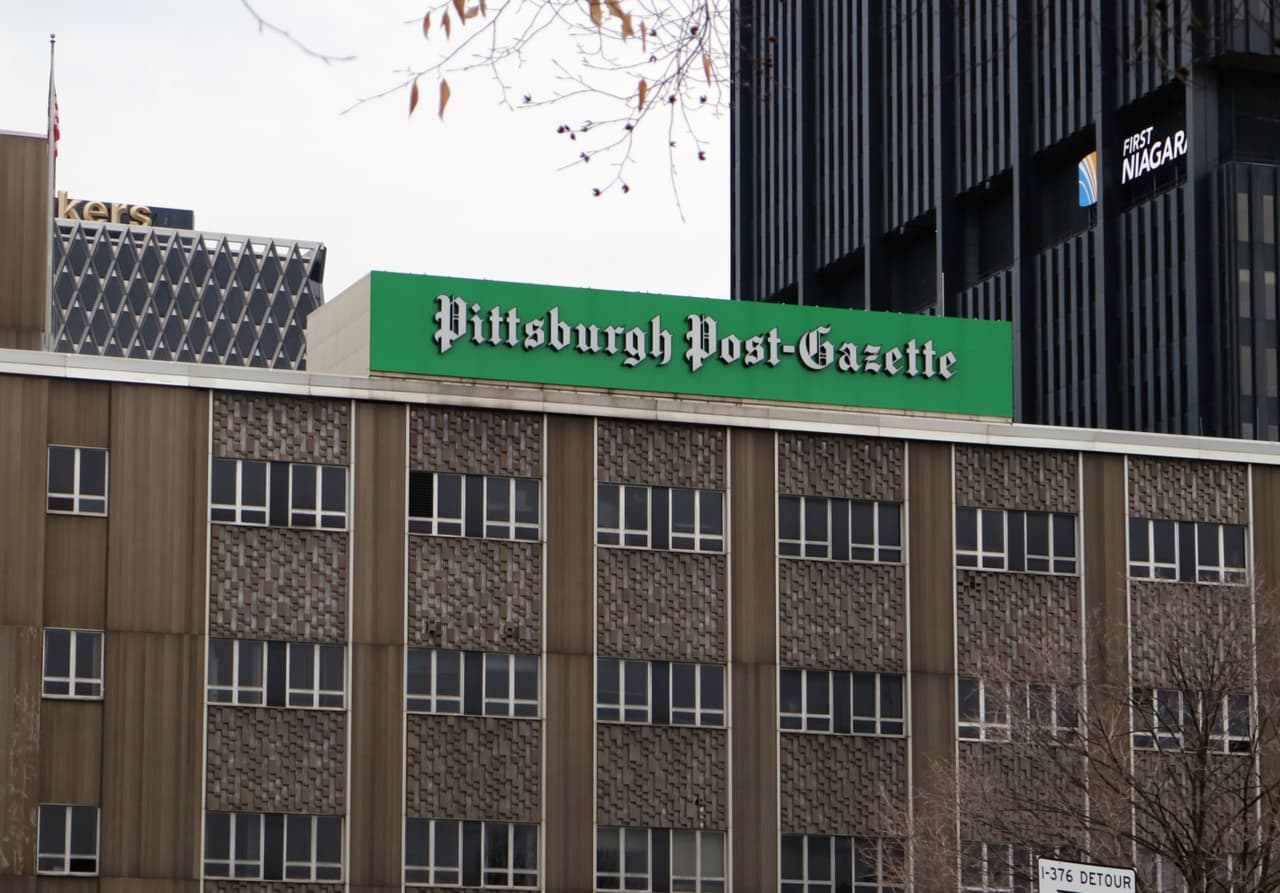 kers
FIRST
NIAGARA
Pittsburgh Post-Gazette
I-376 DETOUR